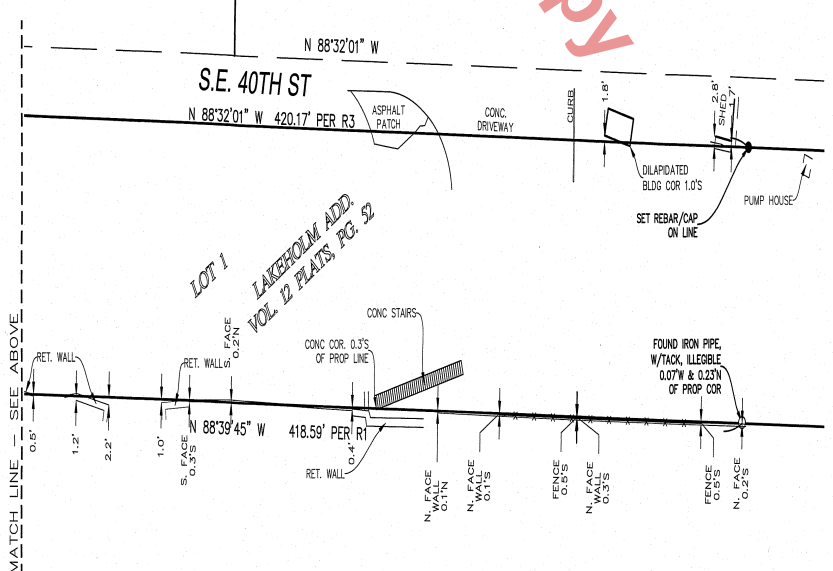 py
N 88°32'01" W
S.E. 40TH ST
N 88°32'01" W 420.17' PER R3
ASPHALT
PATCH
CONC.
DRIVEWAY
CURB
1.8'
2.8'
SHED
1.7'
DILAPIDATED
BLDG COR 1.0'S
PUMP HOUSE
SET REBAR/CAP
ON LINE
LOT 1
LAKEHOLM ADD.
VOL. 12 PLATS, PG. 52
MATCH LINE - SEE ABOVE
RET. WALL
RET. WALL
S. FACE
0.2'N
CONC STAIRS
CONC COR. 0.3'S
OF PROP LINE
FOUND IRON PIPE,
W/TACK, ILLEGIBLE
0.07'W & 0.23'N
OF PROP COR
0.5'
1.2'
2.2'
1.0'
S. FACE
0.3'S
N 88°39'45" W 418.59' PER R1
0.4'
RET. WALL
N. FACE
WALL
0.1'N
N. FACE
WALL
0.1'S
FENCE
0.5'S
N. FACE
WALL
0.3'S
FENCE
0.5'S
N. FACE
0.2'S